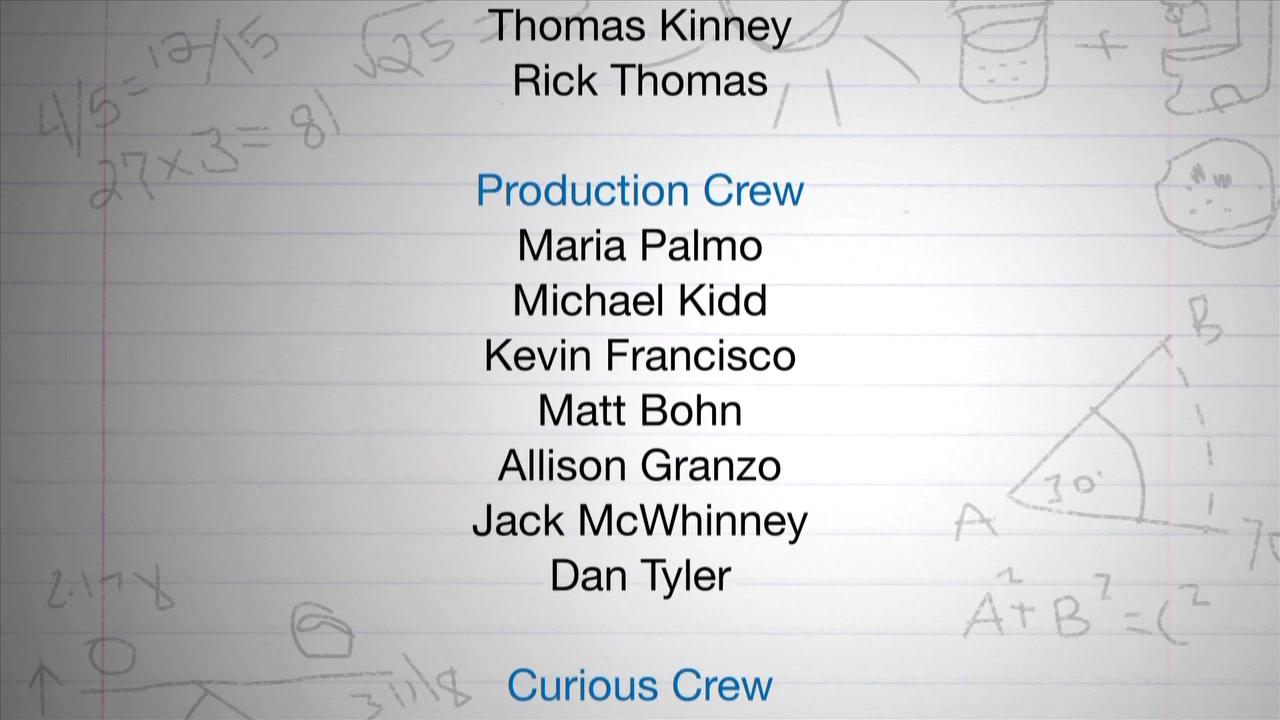 Thomas Kinney
Rick Thomas
4/5 = 12/15
√25 =
27 x 3 = 81
Production Crew
Maria Palmo
Michael Kidd
Kevin Francisco
Matt Bohn
Allison Granzo
Jack McWhinney
Dan Tyler
B
30°
A
A² + B² = C²
Curious Crew